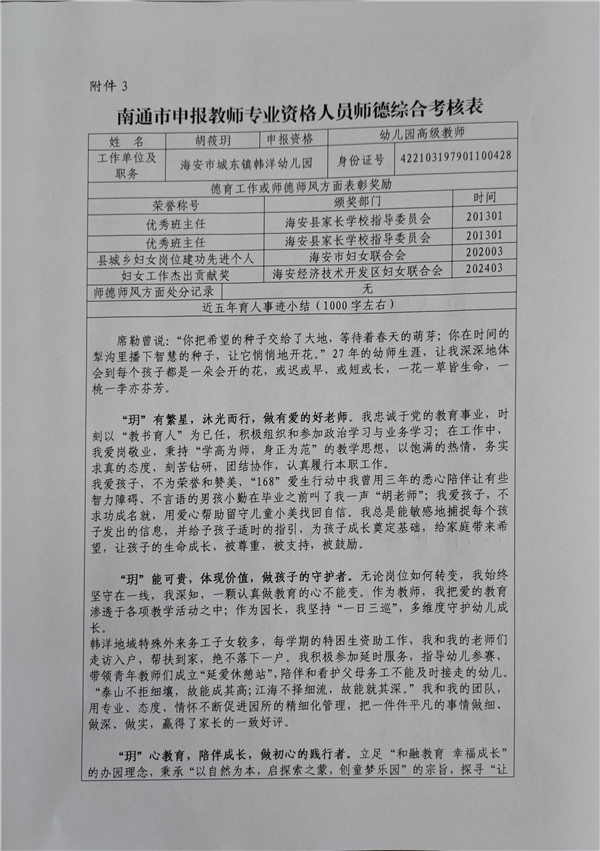 附件 3
南通市申报教师专业资格人员师德综合考核表
姓 名 胡筱玥 申报资格 幼儿园高级教师
工作单位及职务 海安市城东镇韩洋幼儿园 身份证号 422103197901100428
德育工作或师德师风方面表彰奖励
荣誉称号 颁奖部门 时间
优秀班主任 海安县家长学校指导委员会 201301
优秀班主任 海安县家长学校指导委员会 201301
县城乡妇女岗位建功先进个人 海安市妇女联合会 202003
妇女工作杰出贡献奖 海安经济技术开发区妇女联合会 202403
师德师风方面处分记录 无
近五年育人事迹小结（1000 字左右）
席勒曾说：“你把希望的种子交给了大地，等待着春天的萌芽；你在时间的
犁沟里播下智慧的种子，让它悄悄地开花。”27 年的幼师生涯，让我深深地体
会到每个孩子都是一朵会开的花，或迟或早，或短或长，一花一草皆生命，一
桃一李亦芬芳。
“玥”有繁星，沐光而行，做有爱的好老师。我忠诚于党的教育事业，时
刻以“教书育人”为己任，积极组织和参加政治学习与业务学习；在工作中，
我爱岗敬业，秉持“学高为师，身正为范”的教学思想，以饱满的热情，务实
求真的态度，刻苦钻研，团结协作，认真履行本职工作。
我爱孩子，不为荣誉和赞美，“168”爱生行动中我曾用三年的悉心陪伴让有些
智力障碍、不言语的男孩小勤在毕业之前叫了我一声“胡老师”；我爱孩子，不
求功成名就，用爱心帮助留守儿童小美找回自信。我总是能敏感地捕捉每个孩
子发出的信息，并给予孩子适时的指引，为孩子成长奠定基础，给家庭带来希
望，让孩子的生命成长，被尊重，被支持，被鼓励。
“玥”能可贵，体现价值，做孩子的守护者。无论岗位如何转变，我始终
坚守在一线，我深知，一颗认真做教育的心不能变。作为教师，我把爱的教育
渗透于各项教学活动之中；作为园长，我坚持“一日三巡”，多维度守护幼儿成
长。
韩洋地域特殊外来务工子女较多，每学期的特困生资助工作，我和我的老师们
走访入户，帮扶到家，绝不落下一户。我积极参加延时服务，指导幼儿参赛，
带领青年教师们成立“延爱休憩站”，陪伴和看护父母务工不能及时接走的幼儿。
“泰山不拒细壤，故能成其高；江海不择细流，故能就其深。”我和我的团队，
用专业、态度、情怀不断促进园所的精细化管理，把一件件平凡的事情做细、
做深、做实，赢得了家长的一致好评。
“玥”心教育，陪伴成长，做初心的践行者。立足“和融教育 幸福成长”
的办园理念，秉承“以自然为本，启探索之蒙，创童梦乐园”的宗旨，探寻“让